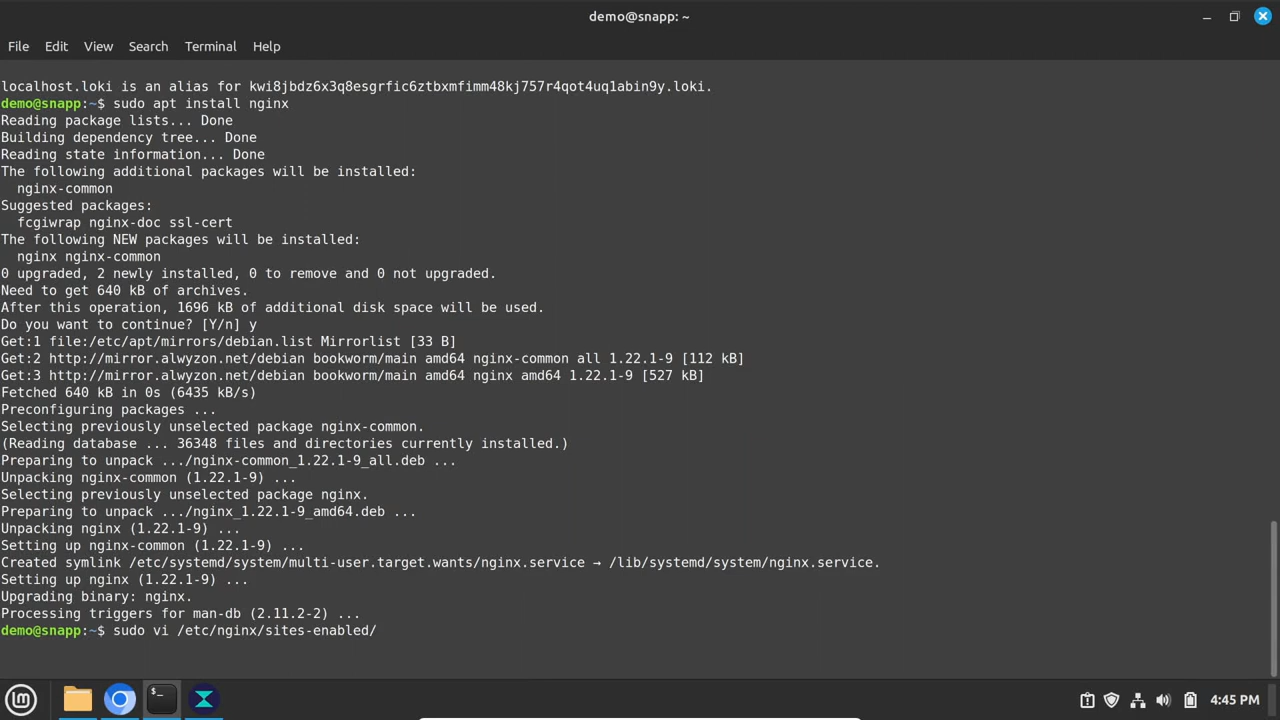 demo@snapp: ~
File Edit View Search Terminal Help
localhost.loki is an alias for kwi8jbdz6x3q8esgrfic6ztbxmfimm48kj757r4qot4uq1abin9y.loki.
demo@snapp:~$ sudo apt install nginx
Reading package lists... Done
Building dependency tree... Done
Reading state information... Done
The following additional packages will be installed:
  nginx-common
Suggested packages:
  fcgiwrap nginx-doc ssl-cert
The following NEW packages will be installed:
  nginx nginx-common
0 upgraded, 2 newly installed, 0 to remove and 0 not upgraded.
Need to get 640 kB of archives.
After this operation, 1696 kB of additional disk space will be used.
Do you want to continue? [Y/n] y
Get:1 file:/etc/apt/mirrors/debian.list Mirrorlist [33 B]
Get:2 http://mirror.alwyzon.net/debian bookworm/main amd64 nginx-common all 1.22.1-9 [112 kB]
Get:3 http://mirror.alwyzon.net/debian bookworm/main amd64 nginx amd64 1.22.1-9 [527 kB]
Fetched 640 kB in 0s (6435 kB/s)
Preconfiguring packages ...
Selecting previously unselected package nginx-common.
(Reading database ... 36348 files and directories currently installed.)
Preparing to unpack .../nginx-common_1.22.1-9_all.deb ...
Unpacking nginx-common (1.22.1-9) ...
Selecting previously unselected package nginx.
Preparing to unpack .../nginx_1.22.1-9_amd64.deb ...
Unpacking nginx (1.22.1-9) ...
Setting up nginx-common (1.22.1-9) ...
Created symlink /etc/systemd/system/multi-user.target.wants/nginx.service → /lib/systemd/system/nginx.service.
Setting up nginx (1.22.1-9) ...
Upgrading binary: nginx.
Processing triggers for man-db (2.11.2-2) ...
demo@snapp:~$ sudo vi /etc/nginx/sites-enabled/
4:45 PM